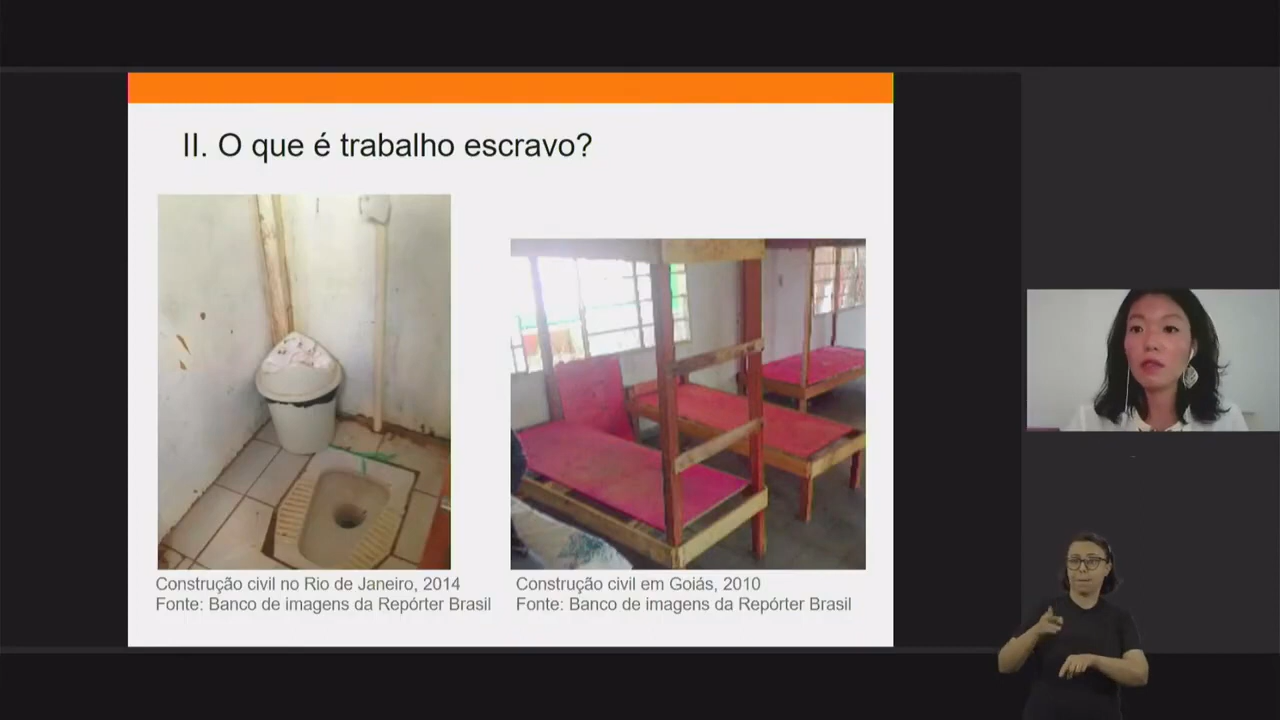 II. O que é trabalho escravo?
Construção civil no Rio de Janeiro, 2014
Fonte: Banco de imagens da Repórter Brasil
Construção civil em Goiás, 2010
Fonte: Banco de imagens da Repórter Brasil